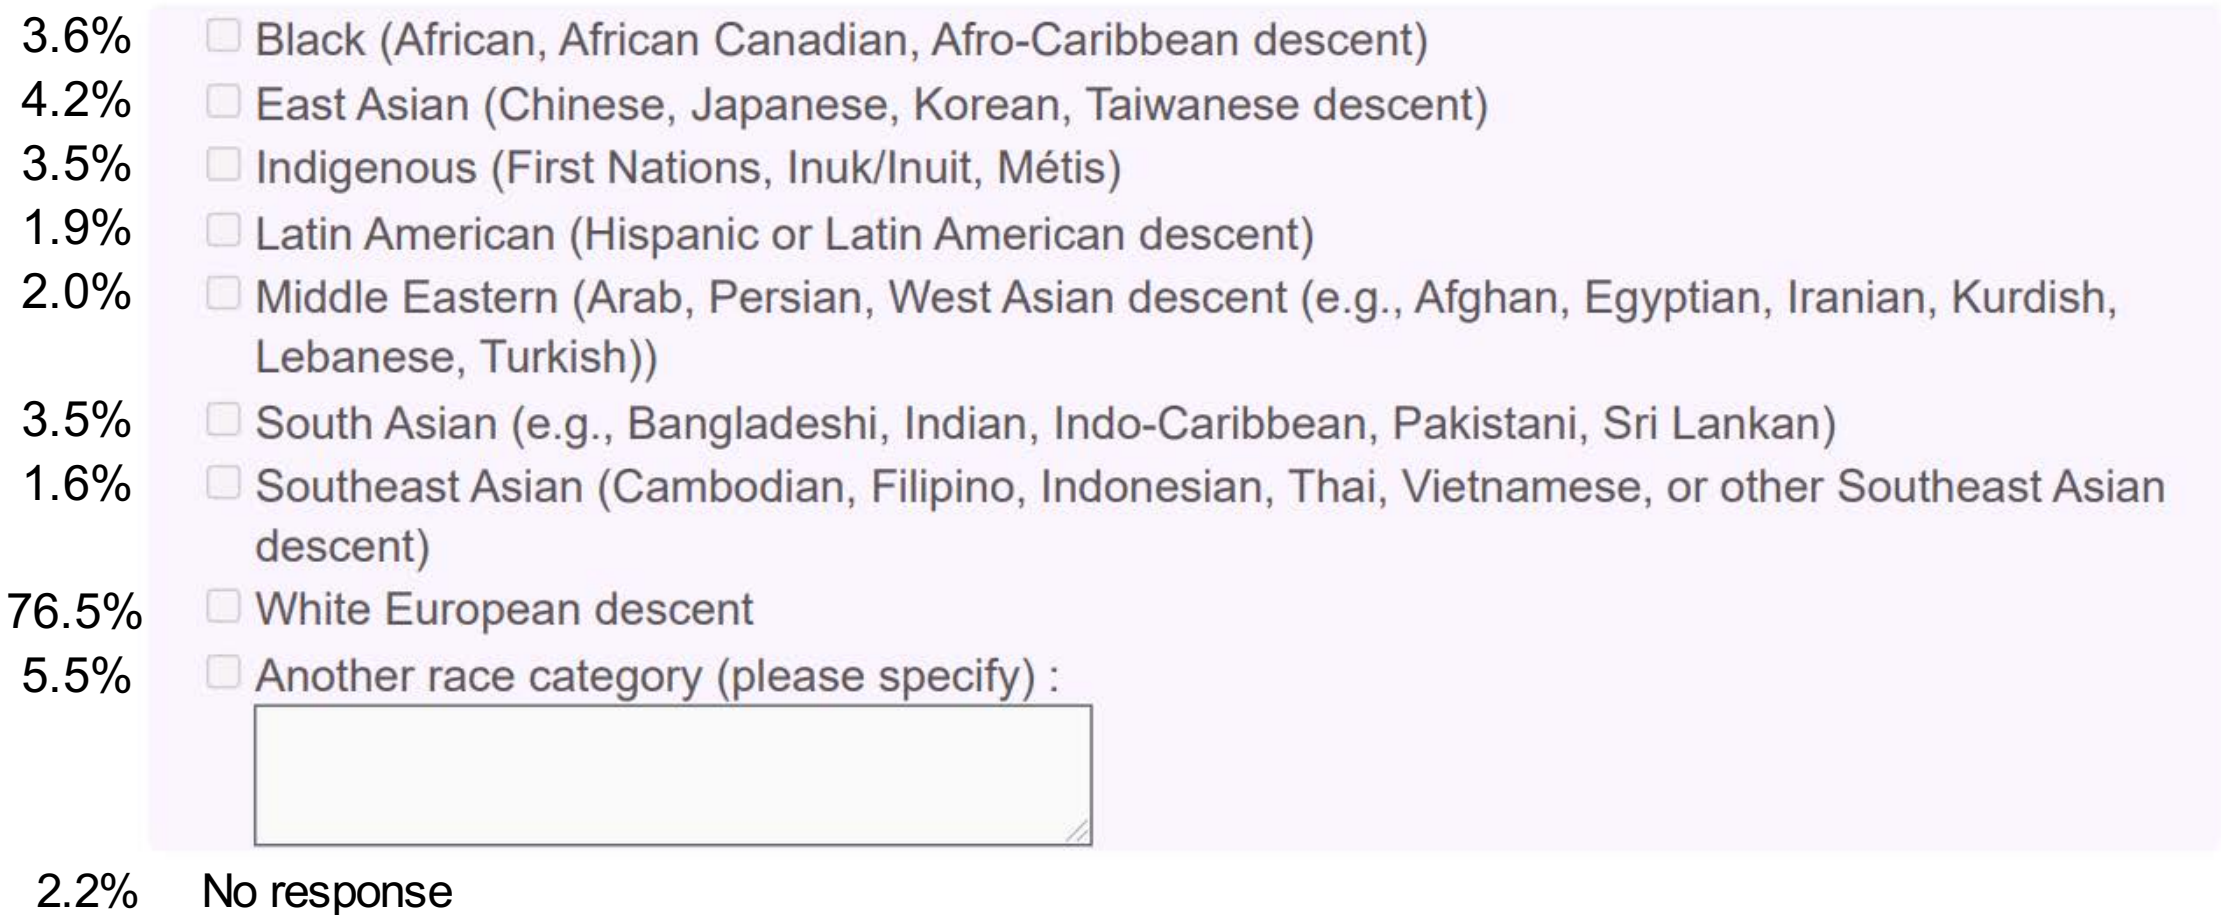 3.6% Black (African, African Canadian, Afro-Caribbean descent)
4.2% East Asian (Chinese, Japanese, Korean, Taiwanese descent)
3.5% Indigenous (First Nations, Inuk/Inuit, Métis)
1.9% Latin American (Hispanic or Latin American descent)
2.0% Middle Eastern (Arab, Persian, West Asian descent (e.g., Afghan, Egyptian, Iranian, Kurdish,
Lebanese, Turkish))
3.5% South Asian (e.g., Bangladeshi, Indian, Indo-Caribbean, Pakistani, Sri Lankan)
1.6% Southeast Asian (Cambodian, Filipino, Indonesian, Thai, Vietnamese, or other Southeast Asian
descent)
76.5% White European descent
5.5% Another race category (please specify) :
2.2% No response